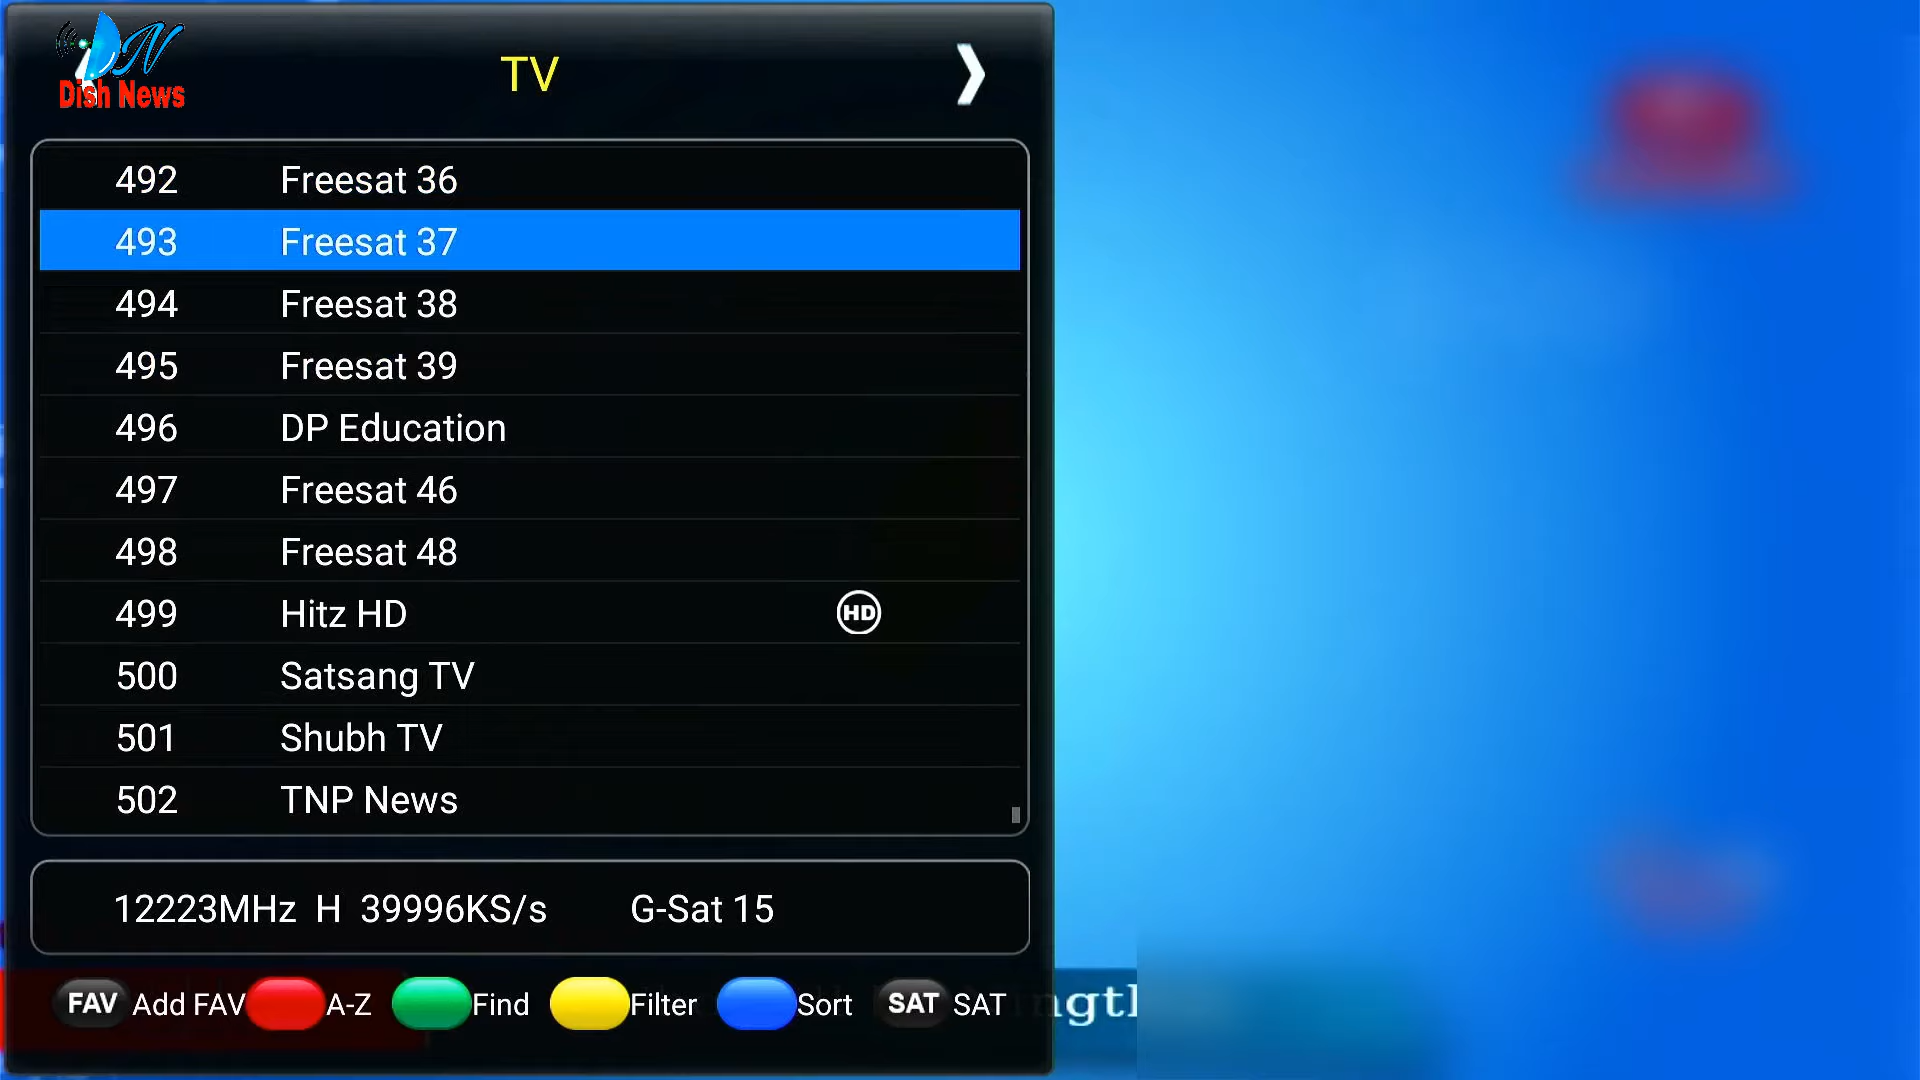 DN
Dish News
TV
492 Freesat 36
493 Freesat 37
494 Freesat 38
495 Freesat 39
496 DP Education
497 Freesat 46
498 Freesat 48
499 Hitz HD HD
500 Satsang TV
501 Shubh TV
502 TNP News
12223MHz H 39996KS/s G-Sat 15
FAV Add FAV A-Z Find Filter Sort SAT SAT